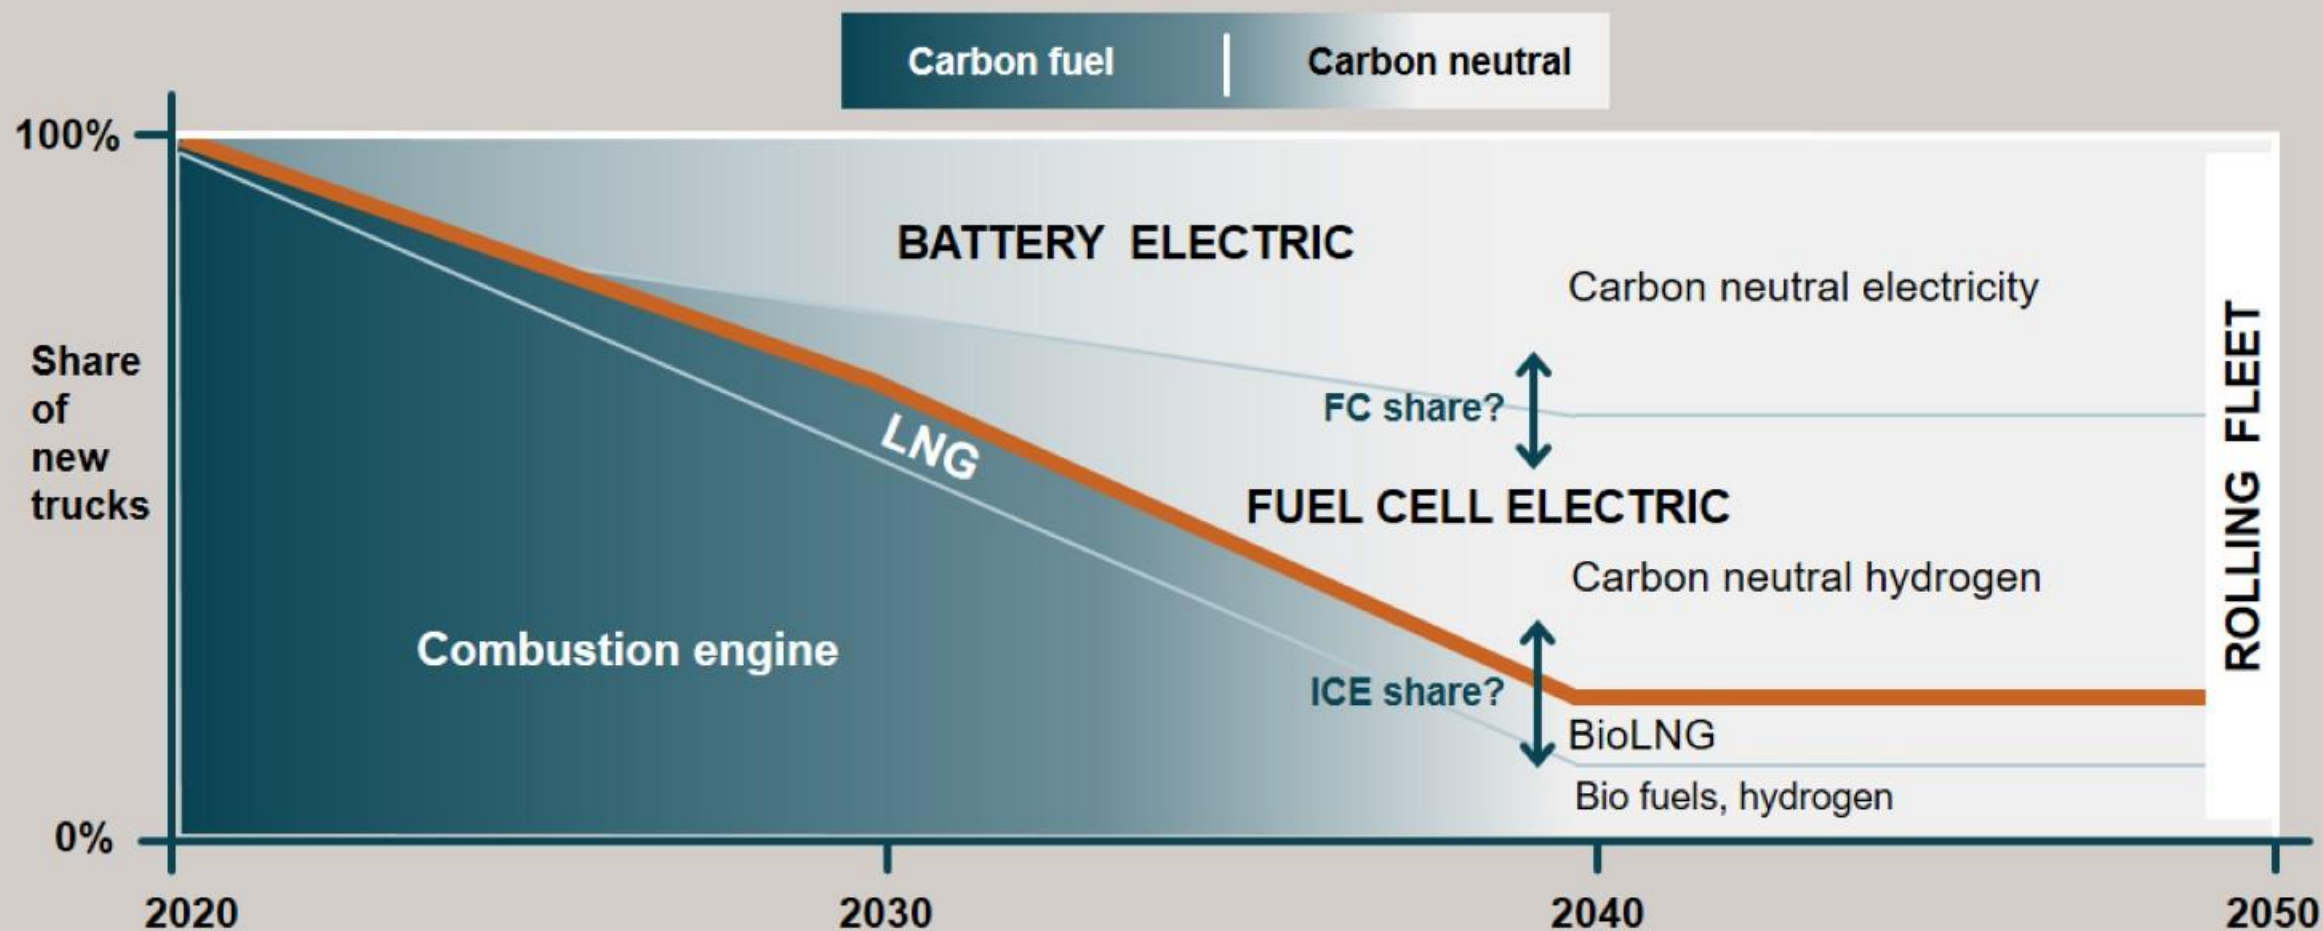 Carbon fuel
Carbon neutral
100%
BATTERY ELECTRIC
Carbon neutral electricity
Share
of
new
trucks
FC share?
LNG
FUEL CELL ELECTRIC
Carbon neutral hydrogen
Combustion engine
ICE share?
BioLNG
Bio fuels, hydrogen
ROLLING FLEET
0%
2020
2030
2040
2050